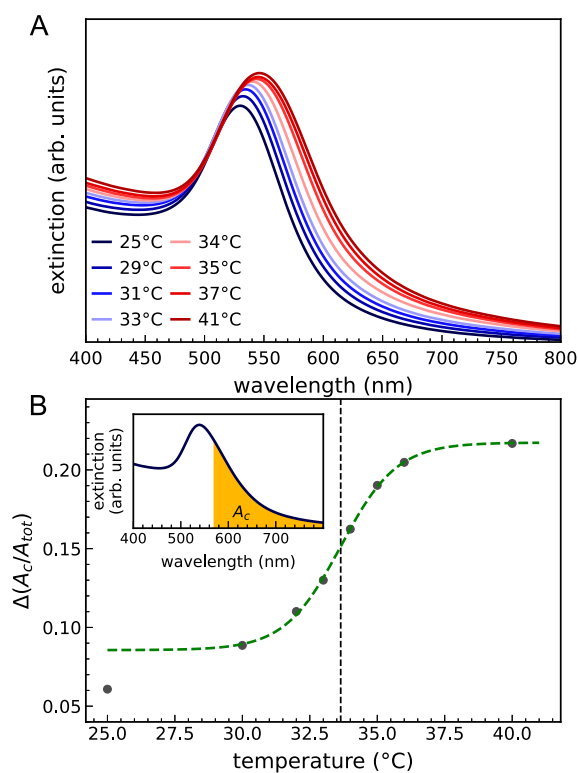 A
extinction (arb. units)
25°C
34°C
29°C
35°C
31°C
37°C
33°C
41°C
400 450 500 550 600 650 700 750 800
wavelength (nm)
B
Δ(A_c/A_tot)
0.20
0.15
0.10
0.05
extinction
(arb. units)
A_c
400 500 600 700
wavelength (nm)
25.0 27.5 30.0 32.5 35.0 37.5 40.0
temperature (°C)